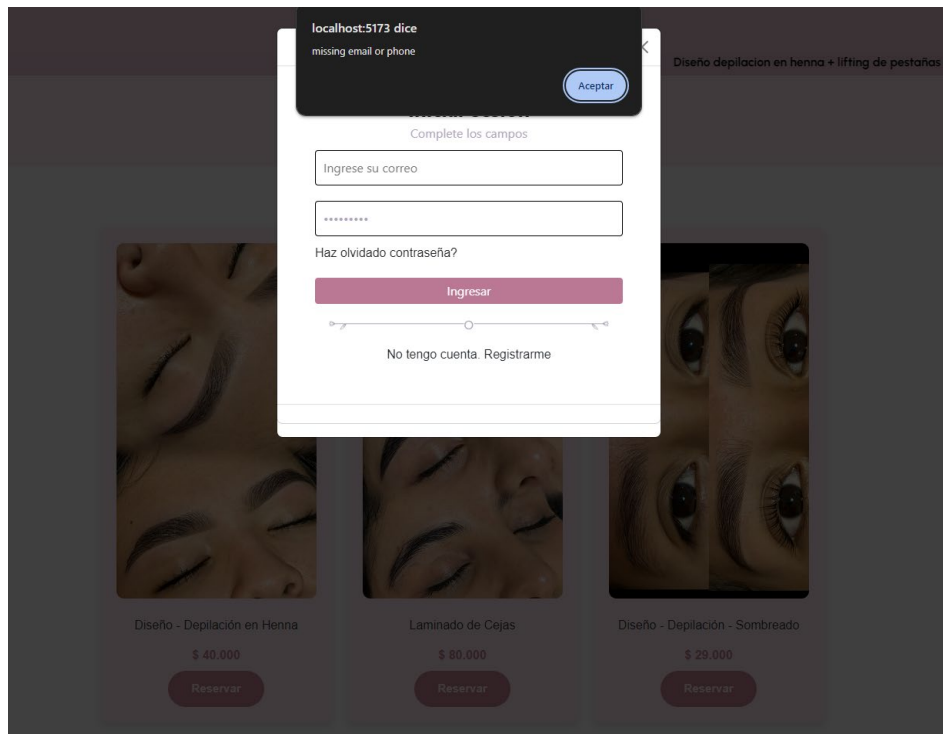 localhost:5173 dice
missing email or phone
Aceptar
Diseño depilacion en henna + lifting de pestañas
Complete los campos
Ingrese su correo
Haz olvidado contraseña?
Ingresar
No tengo cuenta. Registrarme
Diseño - Depilación en Henna
$ 40.000
Reservar
Laminado de Cejas
$ 80.000
Reservar
Diseño - Depilación - Sombreado
$ 29.000
Reservar